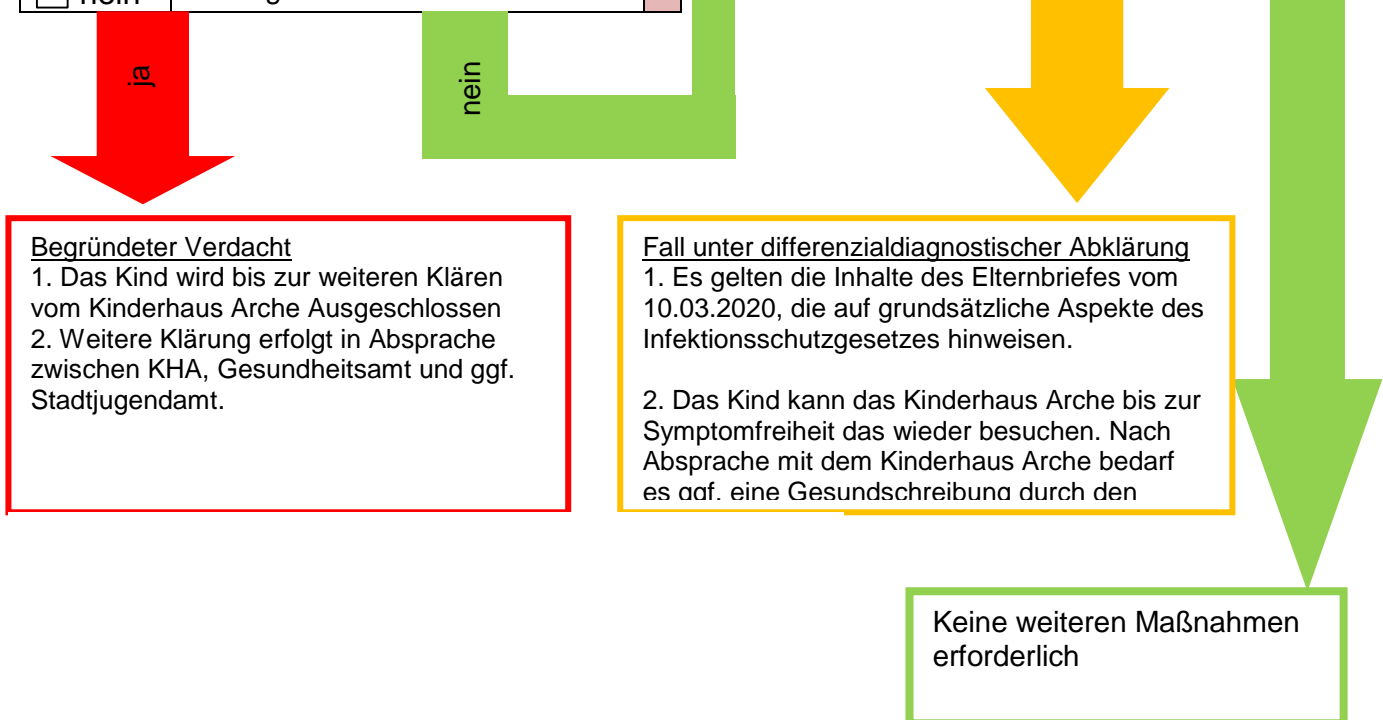 nein
ja
nein
Begründeter Verdacht
1. Das Kind wird bis zur weiteren Klären
vom Kinderhaus Arche Ausgeschlossen
2. Weitere Klärung erfolgt in Absprache
zwischen KHA, Gesundheitsamt und ggf.
Stadtjugendamt.
Fall unter differenzialdiagnostischer Abklärung
1. Es gelten die Inhalte des Elternbriefes vom
10.03.2020, die auf grundsätzliche Aspekte des
Infektionsschutzgesetzes hinweisen.
2. Das Kind kann das Kinderhaus Arche bis zur
Symptomfreiheit das wieder besuchen. Nach
Absprache mit dem Kinderhaus Arche bedarf
es ggf. eine Gesundschreibung durch den
Keine weiteren Maßnahmen
erforderlich